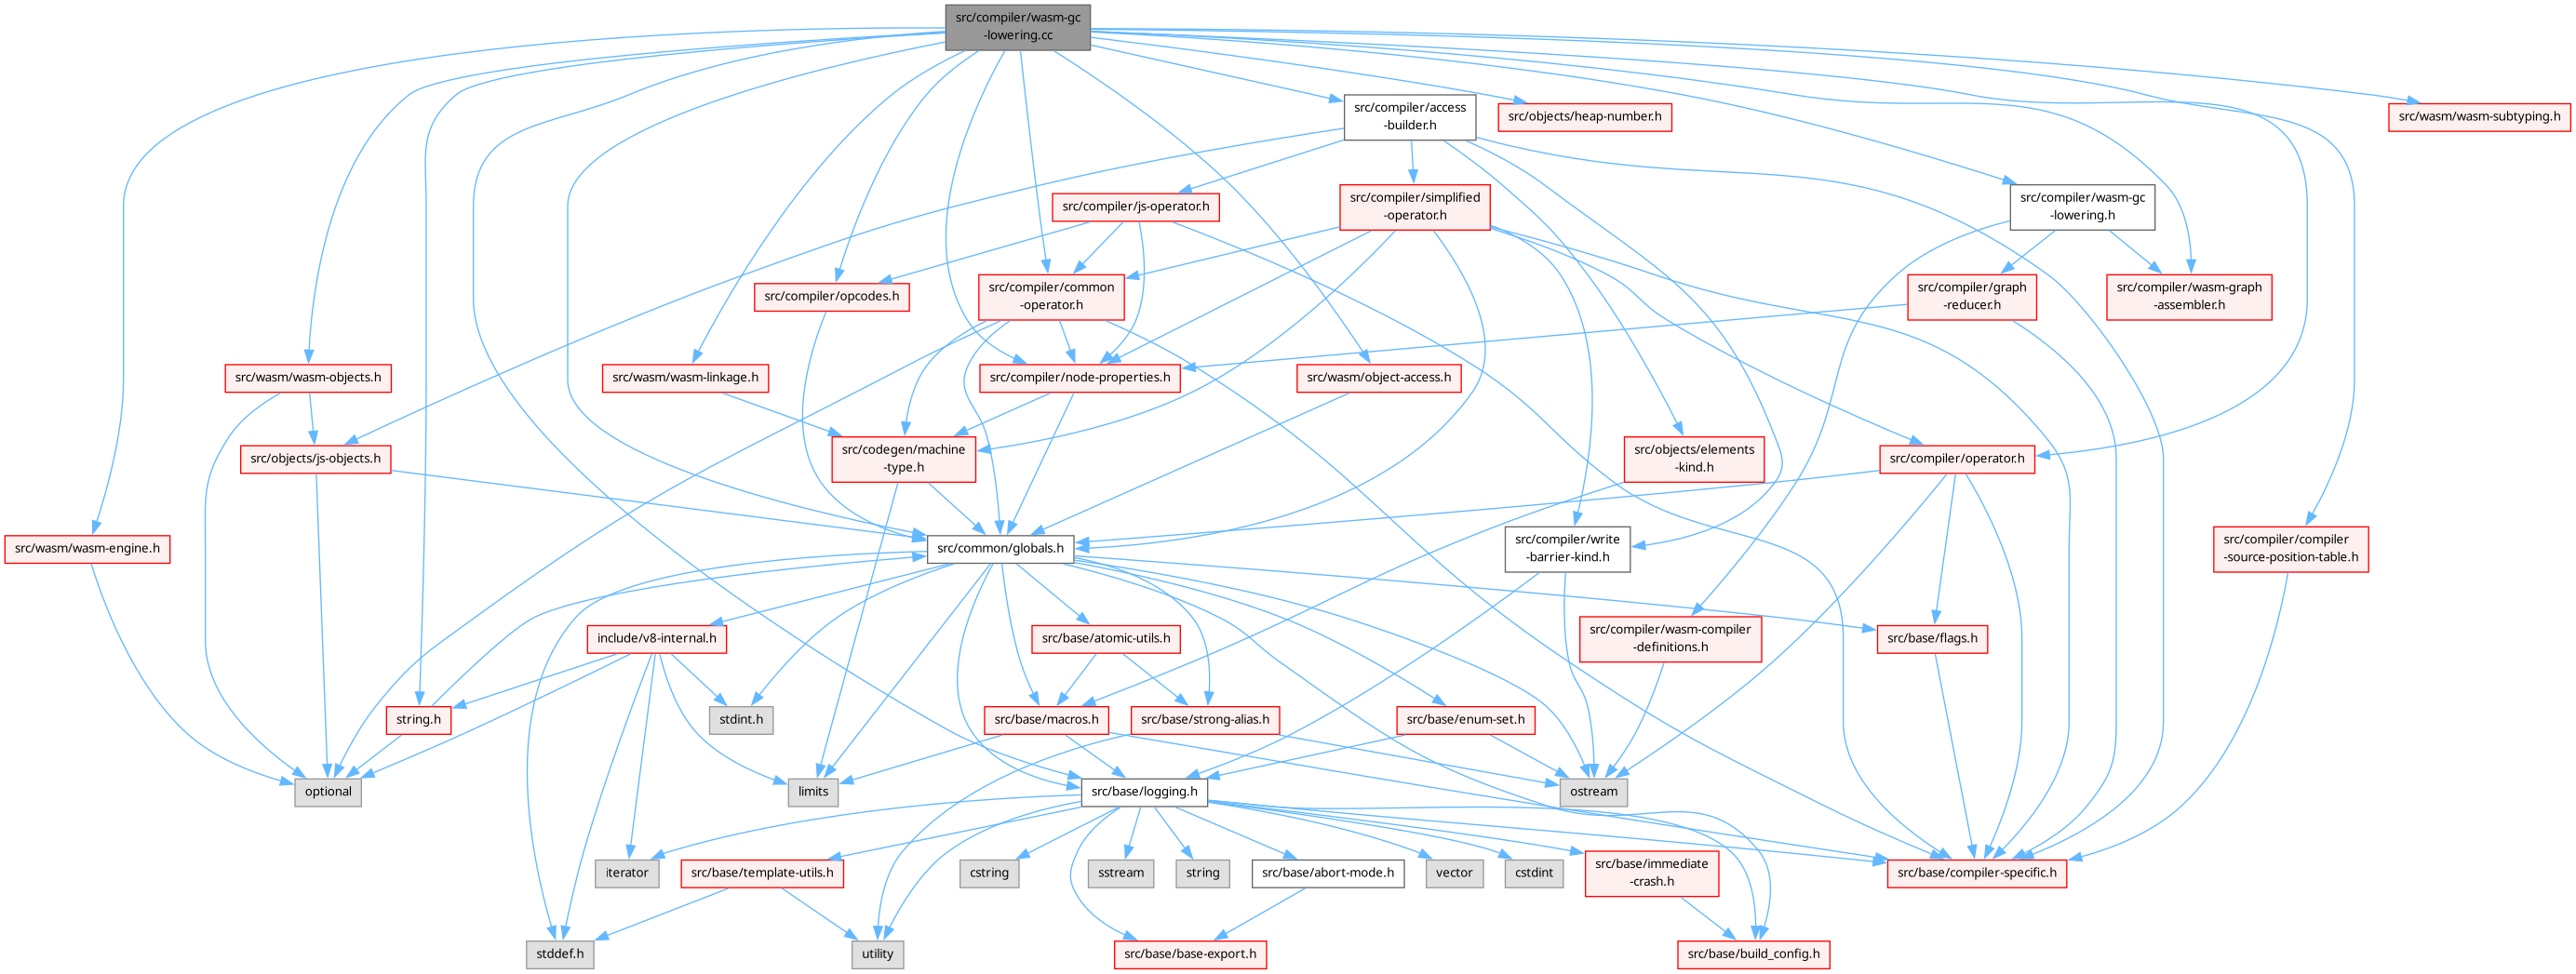 src/compiler/wasm-gc
-lowering.cc
src/compiler/access
-builder.h
src/objects/heap-number.h
src/wasm/wasm-subtyping.h
src/compiler/js-operator.h
src/compiler/simplified
-operator.h
src/compiler/wasm-gc
-lowering.h
src/compiler/opcodes.h
src/compiler/common
-operator.h
src/compiler/graph
-reducer.h
src/compiler/wasm-graph
-assembler.h
src/wasm/wasm-objects.h
src/wasm/wasm-linkage.h
src/compiler/node-properties.h
src/wasm/object-access.h
src/objects/js-objects.h
src/codegen/machine
-type.h
src/objects/elements
-kind.h
src/compiler/operator.h
src/wasm/wasm-engine.h
src/common/globals.h
src/compiler/write
-barrier-kind.h
src/compiler/compiler
-source-position-table.h
include/v8-internal.h
src/base/atomic-utils.h
src/compiler/wasm-compiler
-definitions.h
src/base/flags.h
string.h
stdint.h
src/base/macros.h
src/base/strong-alias.h
src/base/enum-set.h
optional
limits
src/base/logging.h
ostream
iterator
src/base/template-utils.h
cstring
sstream
string
src/base/abort-mode.h
vector
cstdint
src/base/immediate
-crash.h
src/base/compiler-specific.h
stddef.h
utility
src/base/base-export.h
src/base/build_config.h